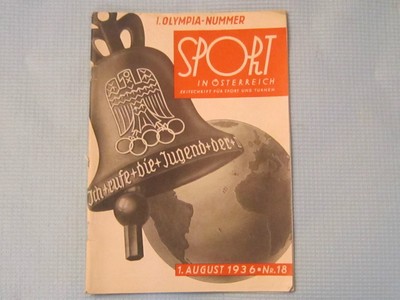 1. OLYMPIA-NUMMER
SPORT
IN ÖSTERREICH
ZEITSCHRIFT FÜR SPORT UND TURNEN
Ich+rufe+die+Jugend+der+
1. AUGUST 1936 • No. 18